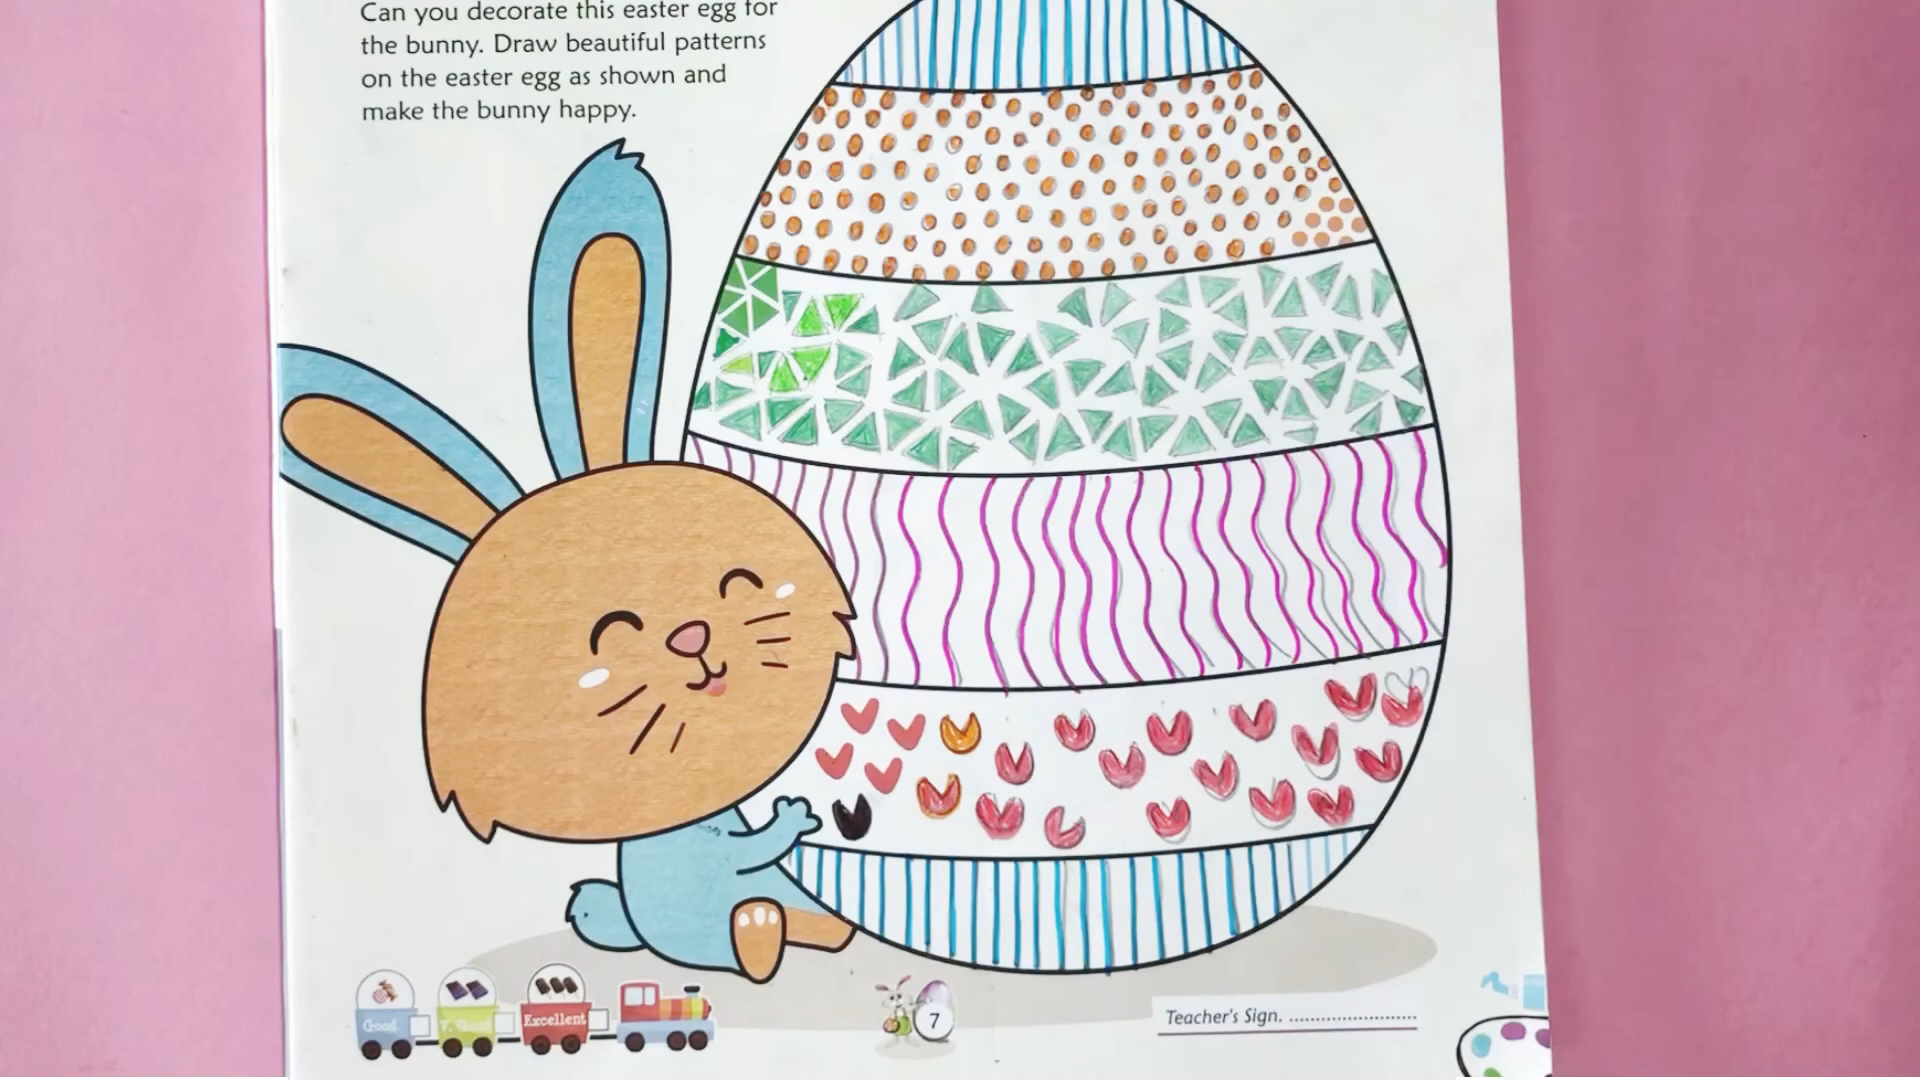 Can you decorate this easter egg for
the bunny. Draw beautiful patterns
on the easter egg as shown and
make the bunny happy.
Good
V. Good
Excellent
7
Teacher's Sign. ........................